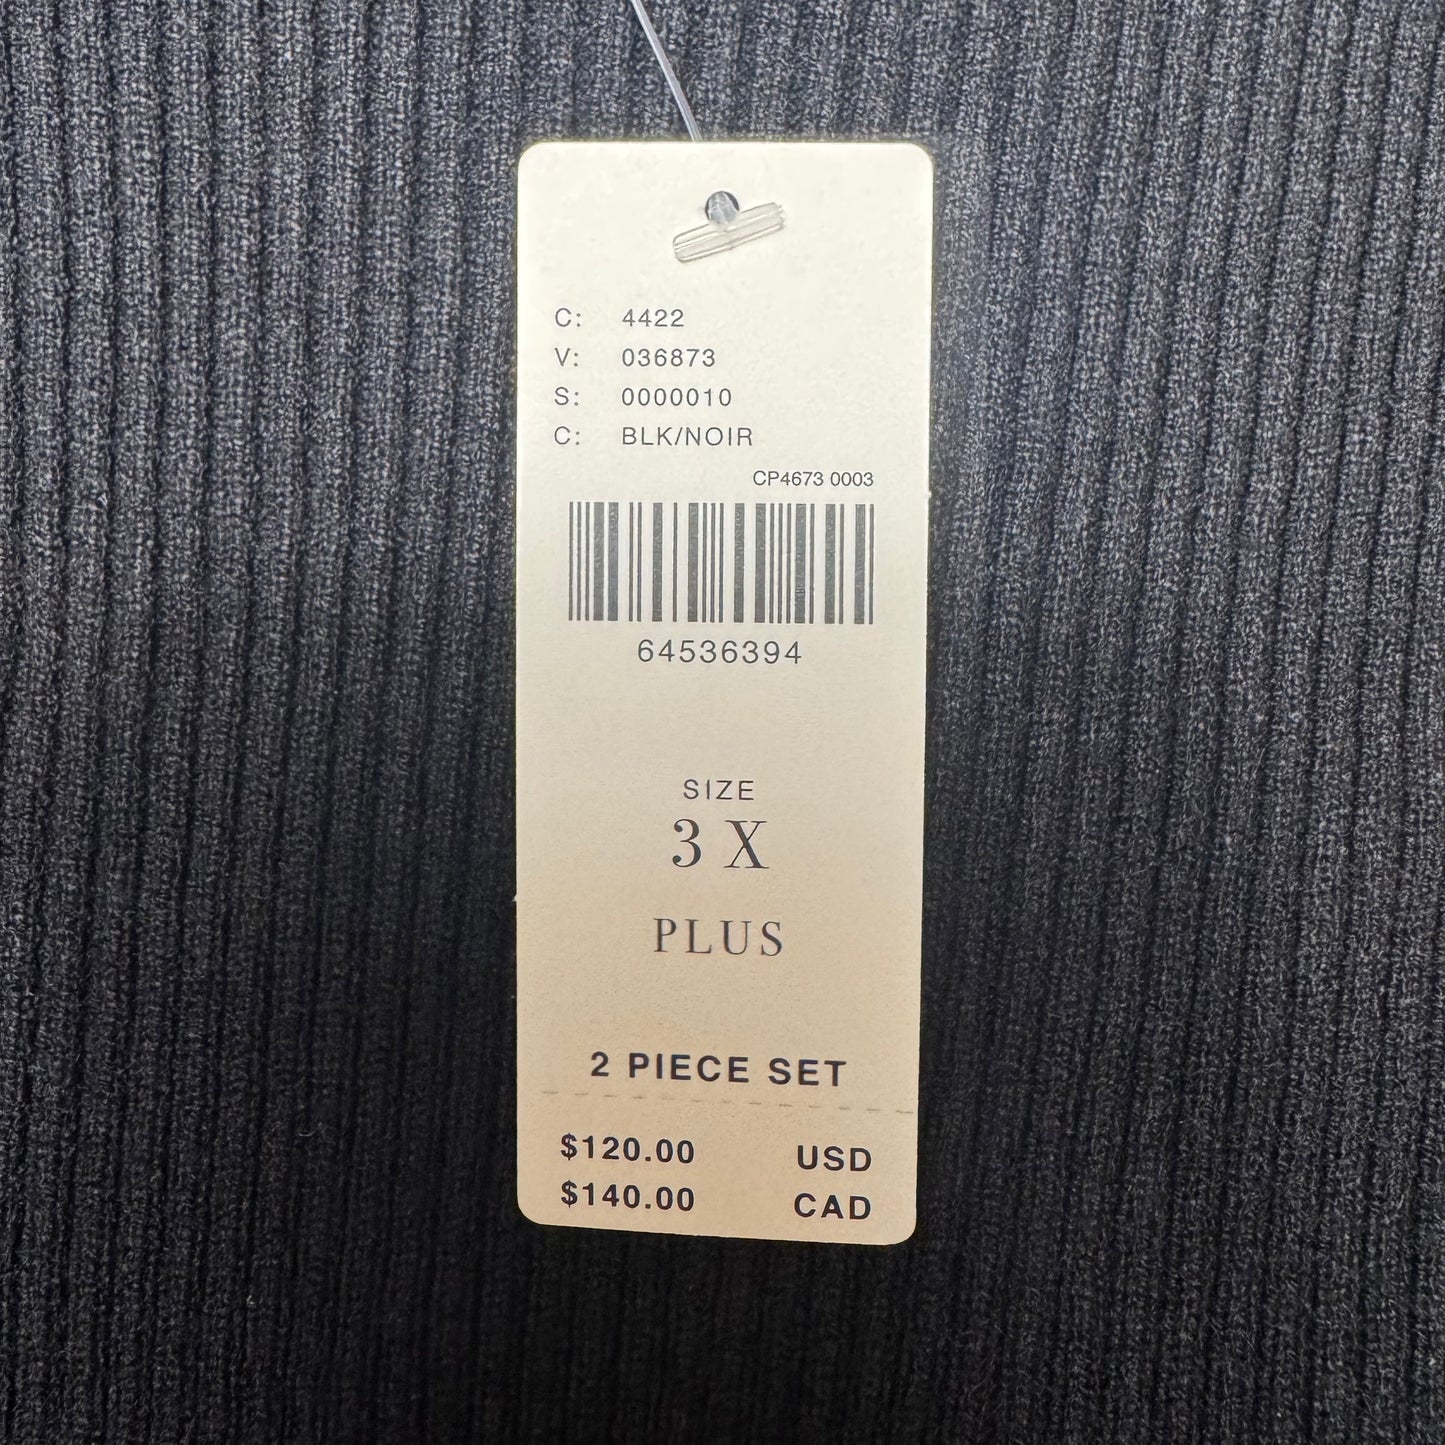 C: 4422
V: 036873
S: 0000010
C: BLK/NOIR
CP4673 0003
64536394
SIZE
3 X
PLUS
2 PIECE SET
$120.00 USD
$140.00 CAD